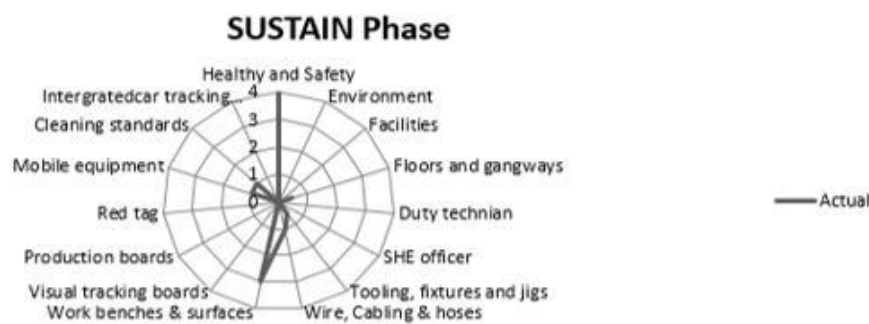 SUSTAIN Phase
Healthy and Safety
Intergratedcar tracking...
Environment
Cleaning standards
Facilities
Mobile equipment
Floors and gangways
Red tag
Duty technian
Production boards
SHE officer
Visual tracking boards
Tooling, fixtures and jigs
Work benches & surfaces
Wire, Cabling & hoses
4
3
2
1
0
Actual